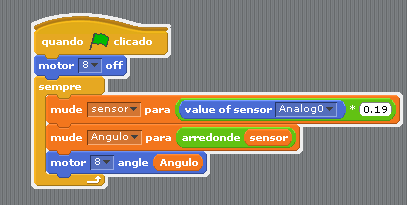 quando clicado
motor 8 off
sempre
mude sensor para value of sensor Analog0 * 0.19
mude Angulo para arredonde sensor
motor 8 angle Angulo